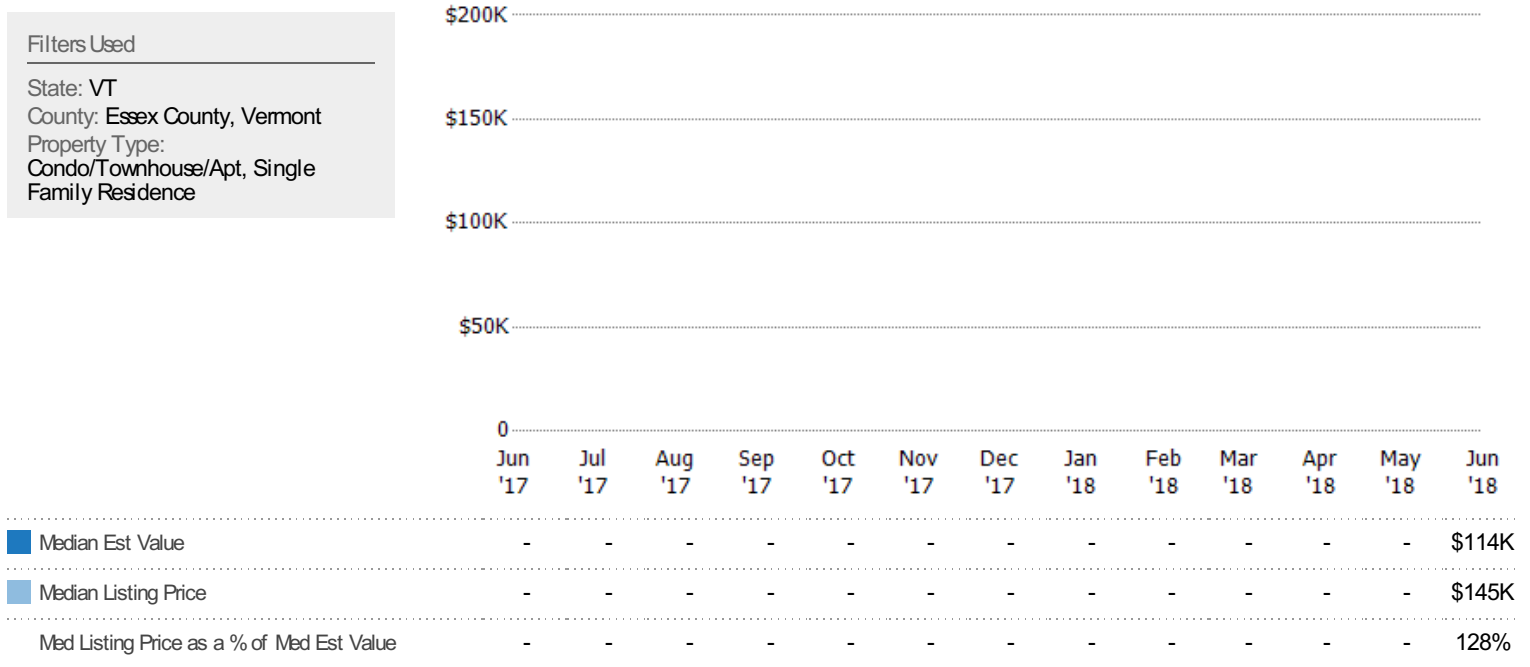 Filters Used
State: VT
County: Essex County, Vermont
Property Type:
Condo/Townhouse/Apt, Single
Family Residence
$200K
$150K
$100K
$50K
0
Jun Jul Aug Sep Oct Nov Dec Jan Feb Mar Apr May Jun
'17 '17 '17 '17 '17 '17 '17 '18 '18 '18 '18 '18 '18
Median Est Value - - - - - - - - - - - - $114K
Median Listing Price - - - - - - - - - - - - $145K
Med Listing Price as a % of Med Est Value - - - - - - - - - - - - 128%